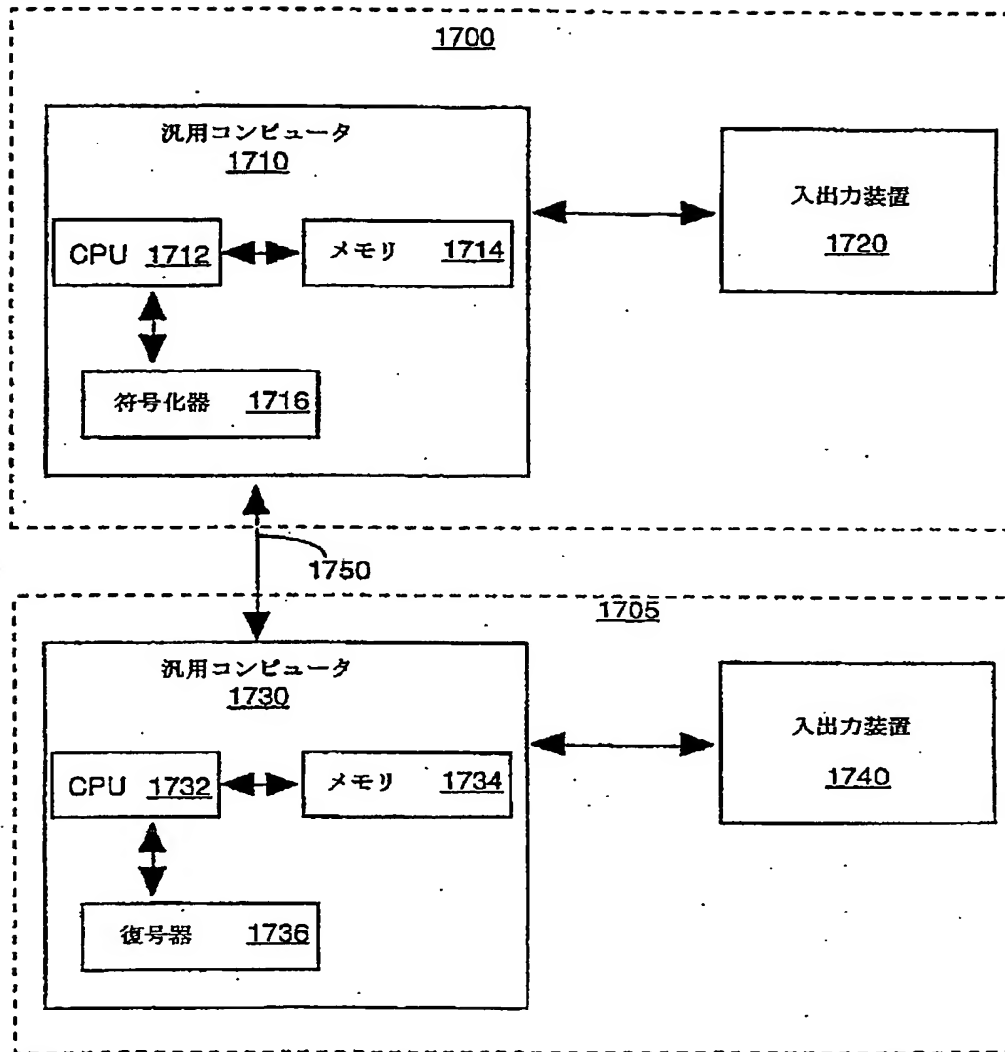 1700
汎用コンピュータ
1710
CPU 1712
メモリ 1714
符号化器 1716
入出力装置
1720
1750
1705
汎用コンピュータ
1730
CPU 1732
メモリ 1734
復号器 1736
入出力装置
1740